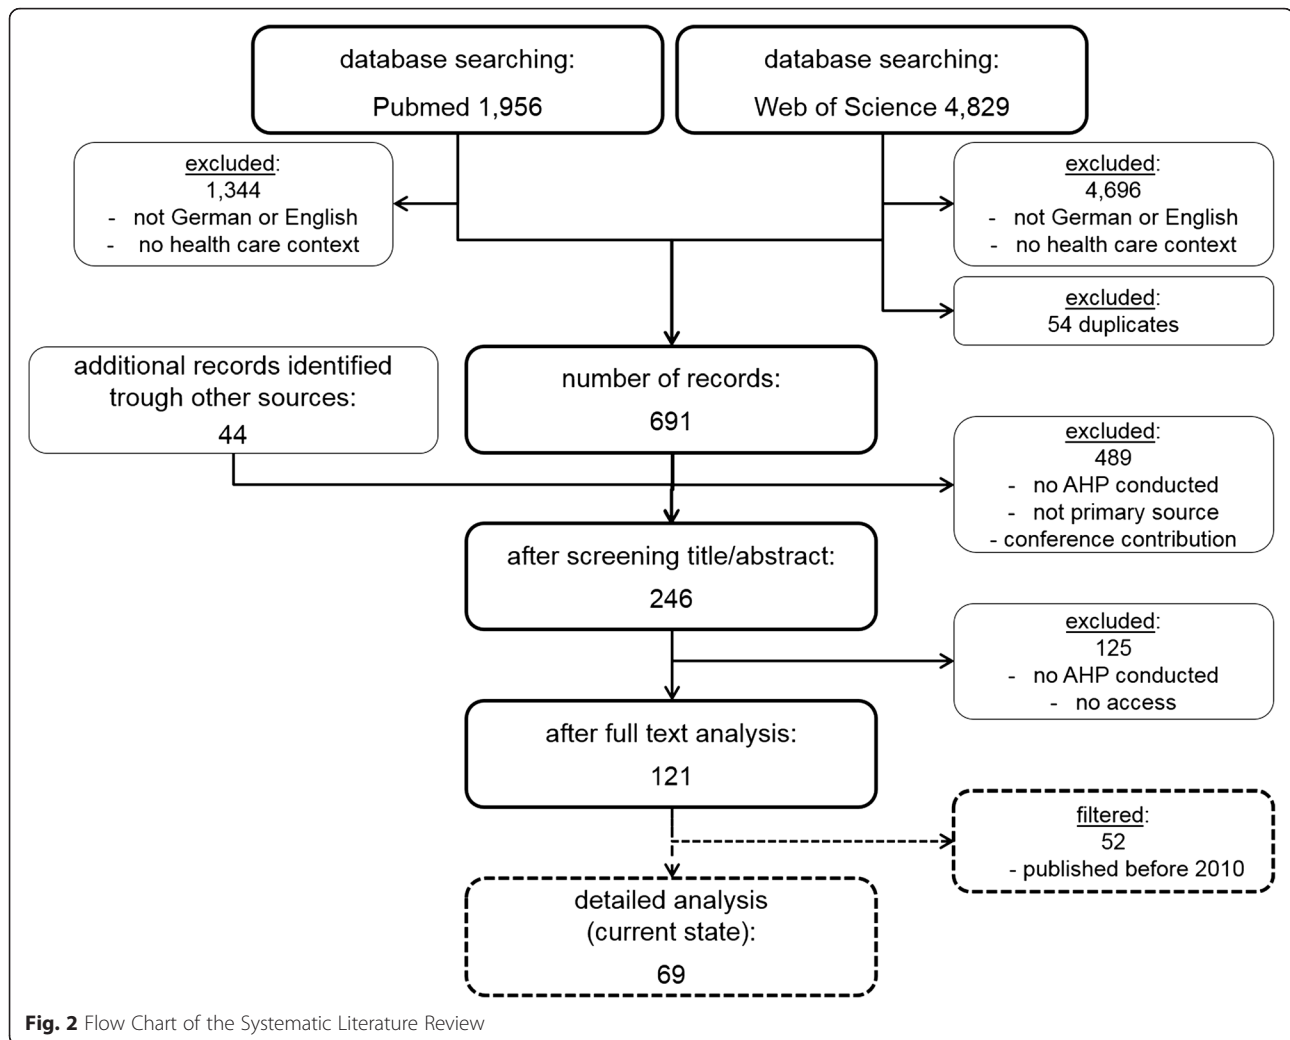 database searching:
Pubmed 1,956
database searching:
Web of Science 4,829
excluded:
1,344
- not German or English
- no health care context
excluded:
4,696
- not German or English
- no health care context
excluded:
54 duplicates
additional records identified
trough other sources:
44
number of records:
691
excluded:
489
- no AHP conducted
- not primary source
- conference contribution
after screening title/abstract:
246
excluded:
125
- no AHP conducted
- no access
after full text analysis:
121
filtered:
52
- published before 2010
detailed analysis
(current state):
69
Fig. 2 Flow Chart of the Systematic Literature Review